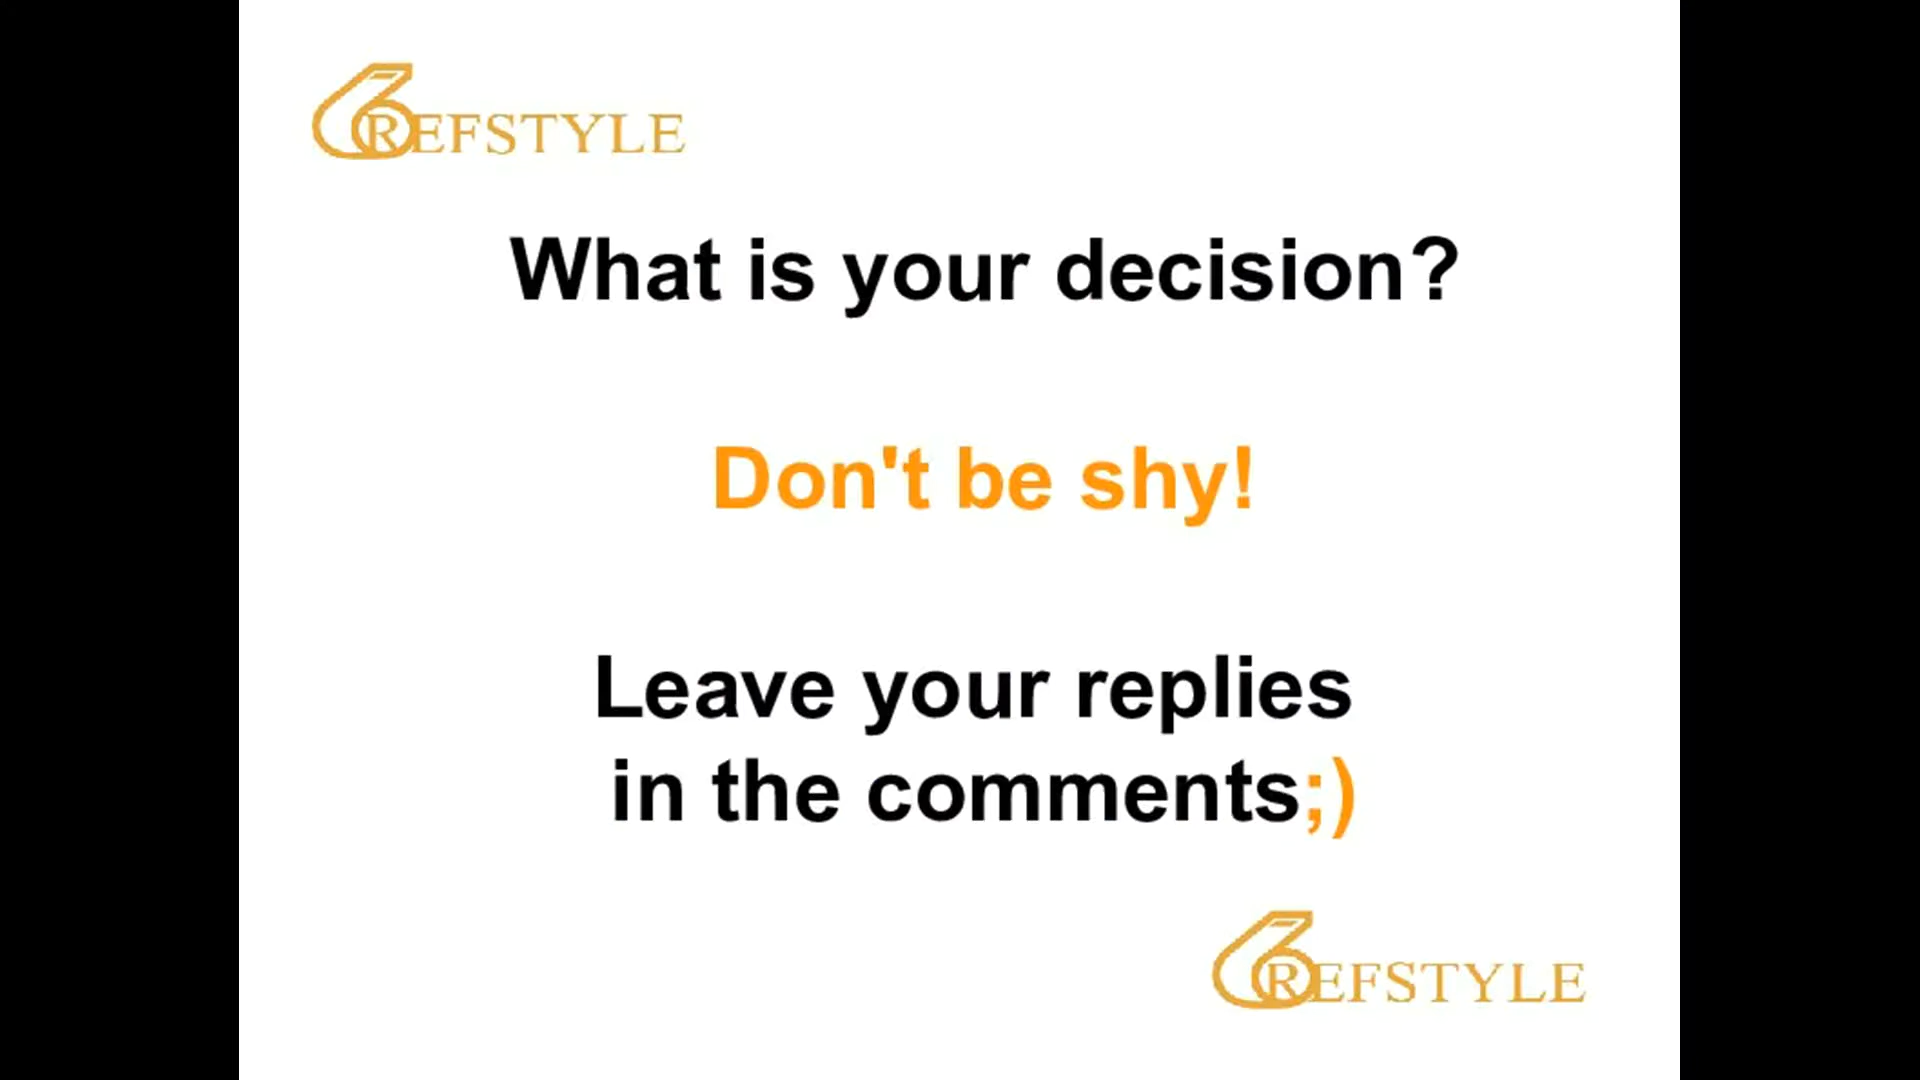 REFSTYLE
What is your decision?
Don't be shy!
Leave your replies
in the comments;)
REFSTYLE